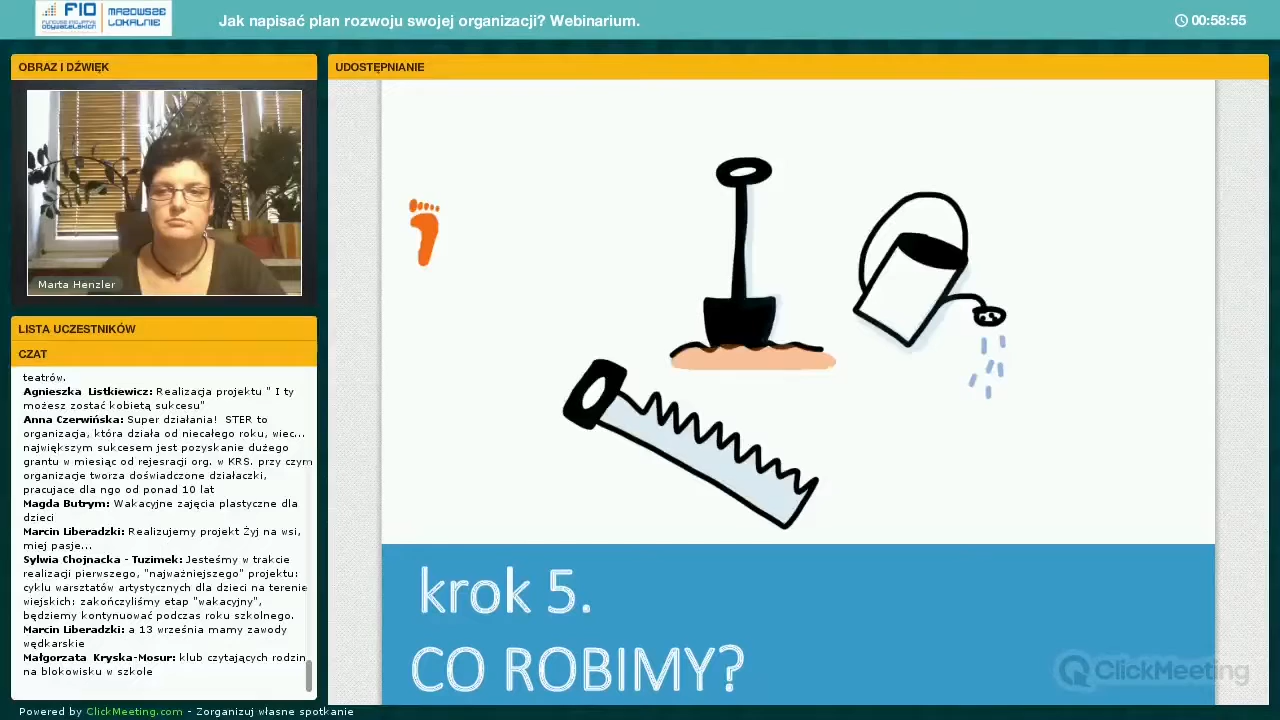 FIO
FUNDUSZ INICJATYW
OBYWATELSKICH
MAZOWSZE
LOKALNIE
Jak napisać plan rozwoju swojej organizacji? Webinarium.
00:58:55
OBRAZ I DŹWIĘK
Marta Henzler
LISTA UCZESTNIKÓW
CZAT
teatrów.
Agnieszka Listkiewicz: Realizacja projektu " I ty
możesz zostać kobietą sukcesu"
Anna Czerwińska: Super działania! STER to
organizacja, która działa od niecałego roku, wiec...
największym sukcesem jest pozyskanie dużego
grantu w miesiąc od rejesracji org. w KRS. przy czym
organizacje tworza doświadczone działaczki,
pracujace dla ngo od ponad 10 lat
Magda Butrym: Wakacyjne zajęcia plastyczne dla
dzieci
Marcin Liberadzki: Realizujemy projekt Żyj na wsi,
miej pasje...
Sylwia Chojnacka - Tuzimek: Jesteśmy w trakcie
realizacji pierwszego, "najważniejszego" projektu:
cyklu warsztatów artystycznych dla dzieci na terenie
wiejskich; zakończyliśmy etap "wakacyjny",
będziemy kontynuować podczas roku szkolnego.
Marcin Liberadzki: a 13 września mamy zawody
wędkarskie
Małgorzata Kryska-Mosur: klub czytających rodzin
na blokowisku w szkole
UDOSTĘPNIANIE
krok 5.
CO ROBIMY?
ClickMeeting
Powered by ClickMeeting.com - Zorganizuj własne spotkanie